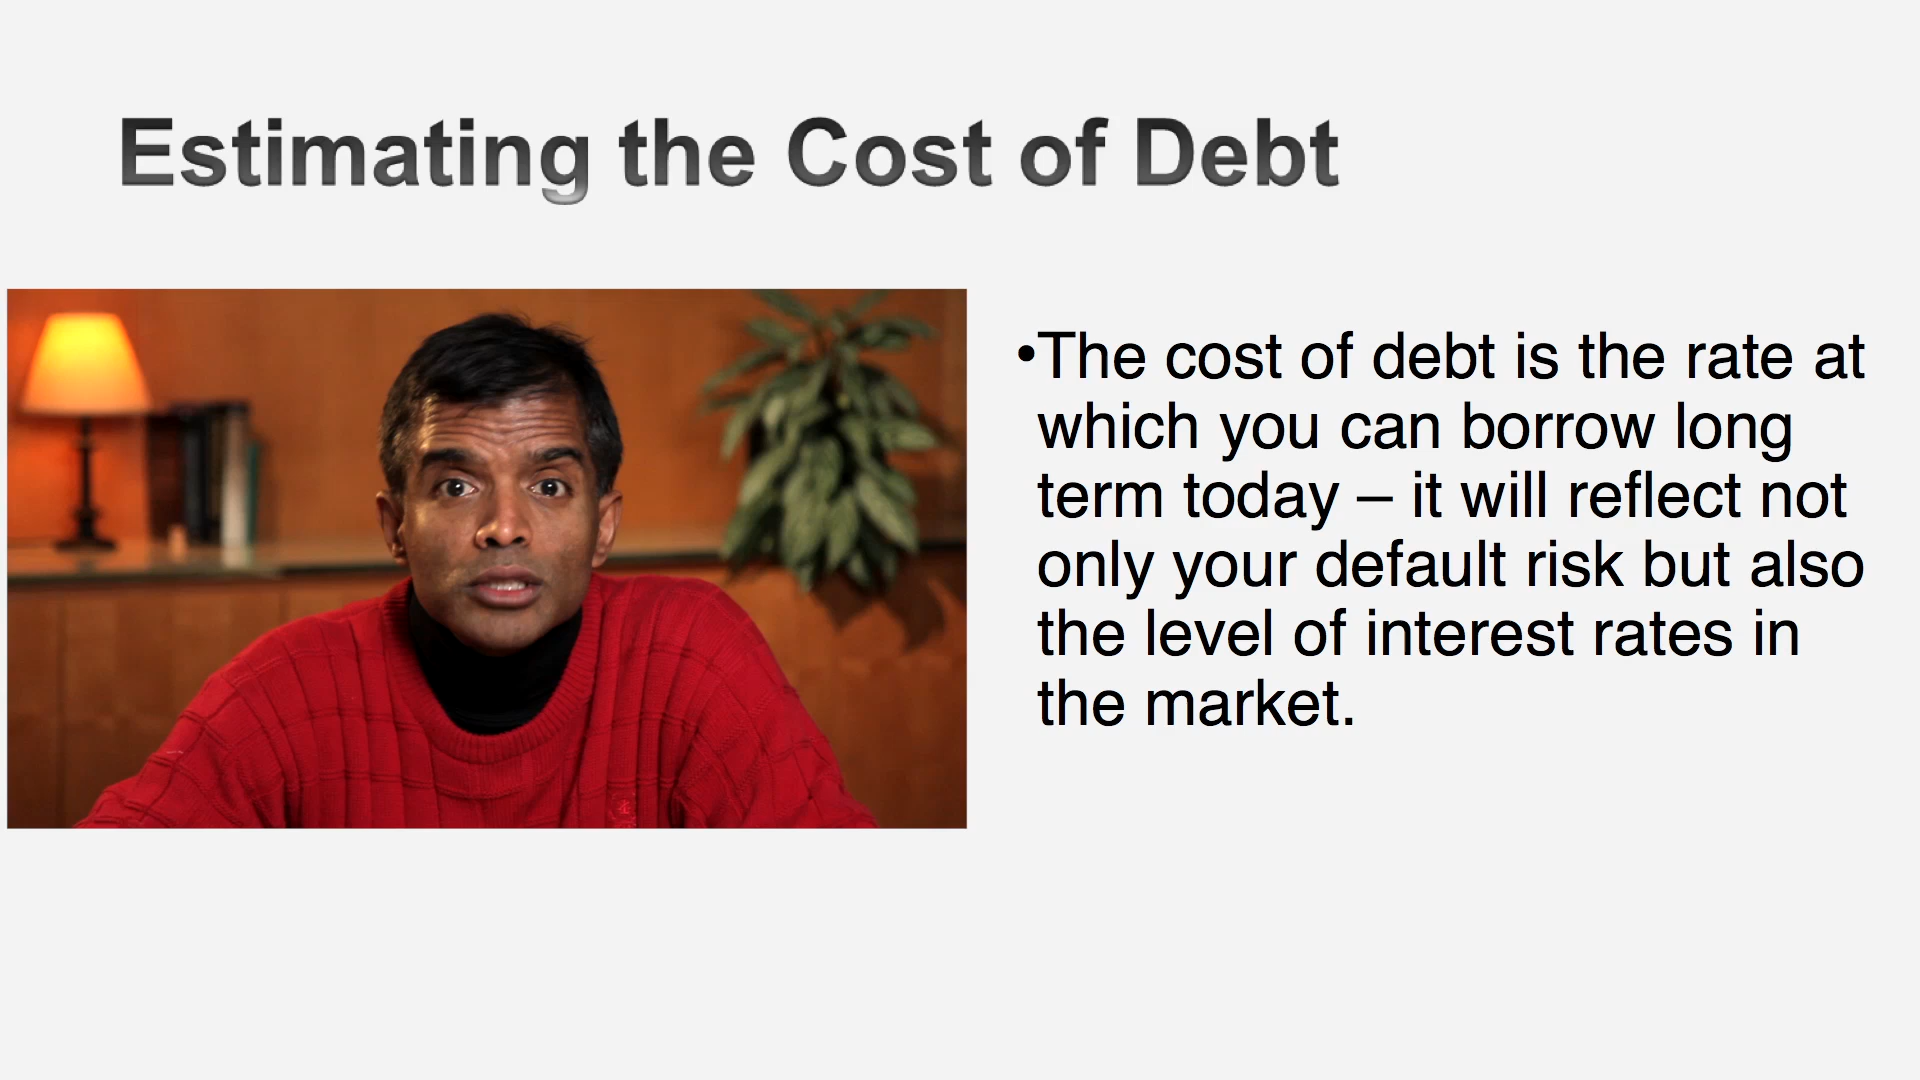 Estimating the Cost of Debt
•The cost of debt is the rate at
which you can borrow long
term today – it will reflect not
only your default risk but also
the level of interest rates in
the market.